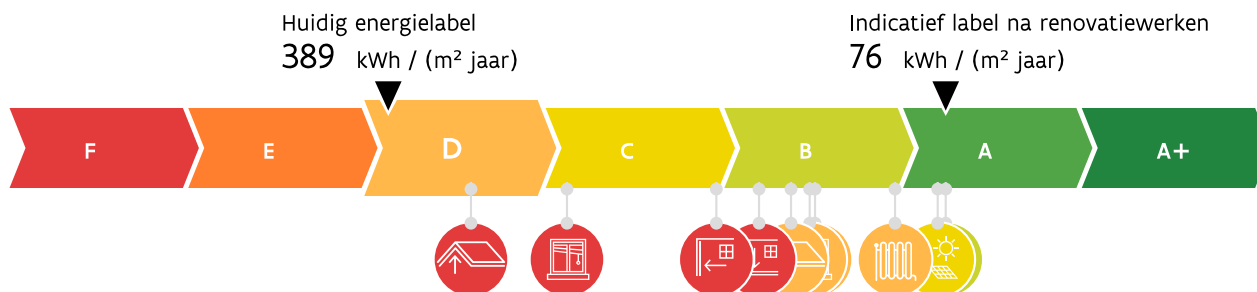 Huidig energielabel
389 kWh / (m² jaar)
Indicatief label na renovatiewerken
76 kWh / (m² jaar)
F E D C B A A+